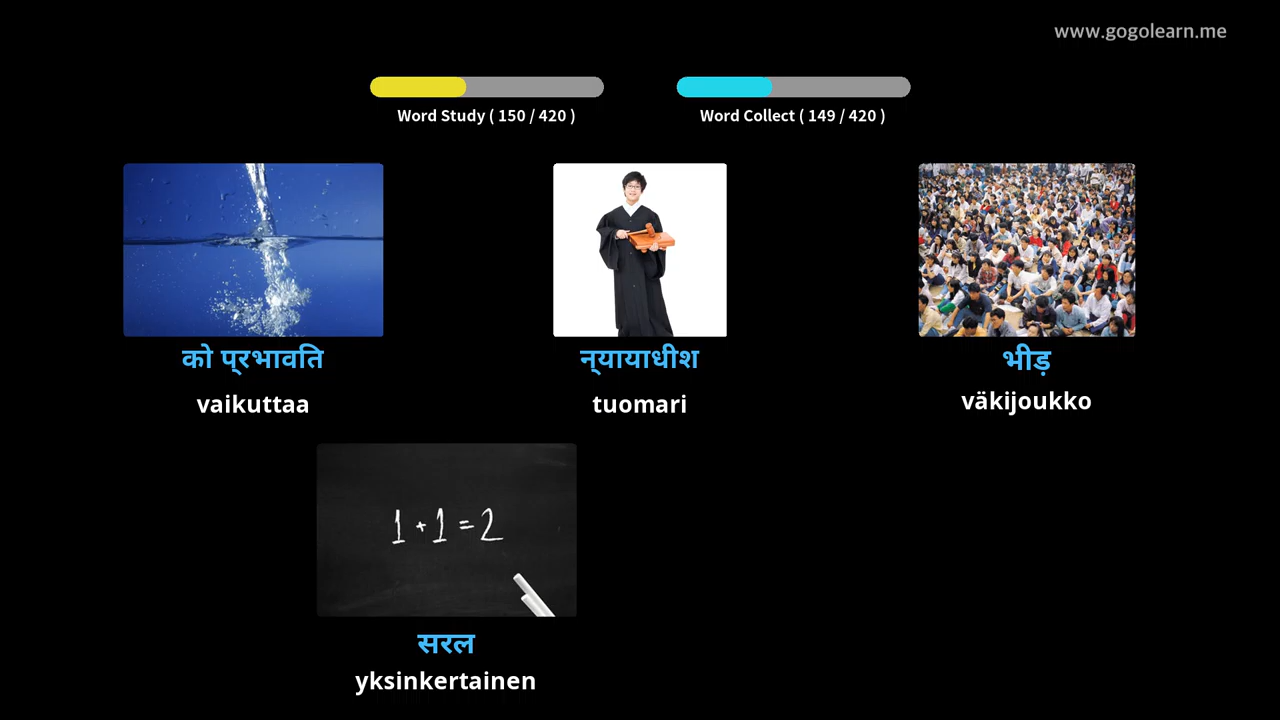 www.gogolearn.me
Word Study ( 150 / 420 )
Word Collect ( 149 / 420 )
को प्रभावति
vaikuttaa
न्यायाधीश
tuomari
भीड़
väkijoukko
1 + 1 = 2
सरल
yksinkertainen